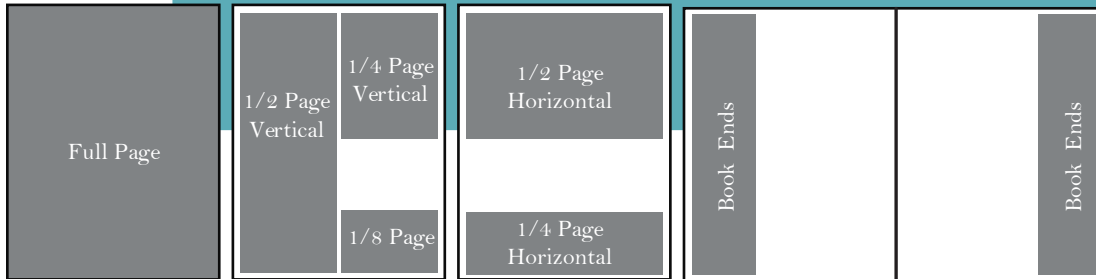 Full Page
1/2 Page
Vertical
1/4 Page
Vertical
1/8 Page
1/2 Page
Horizontal
1/4 Page
Horizontal
Book Ends
Book Ends